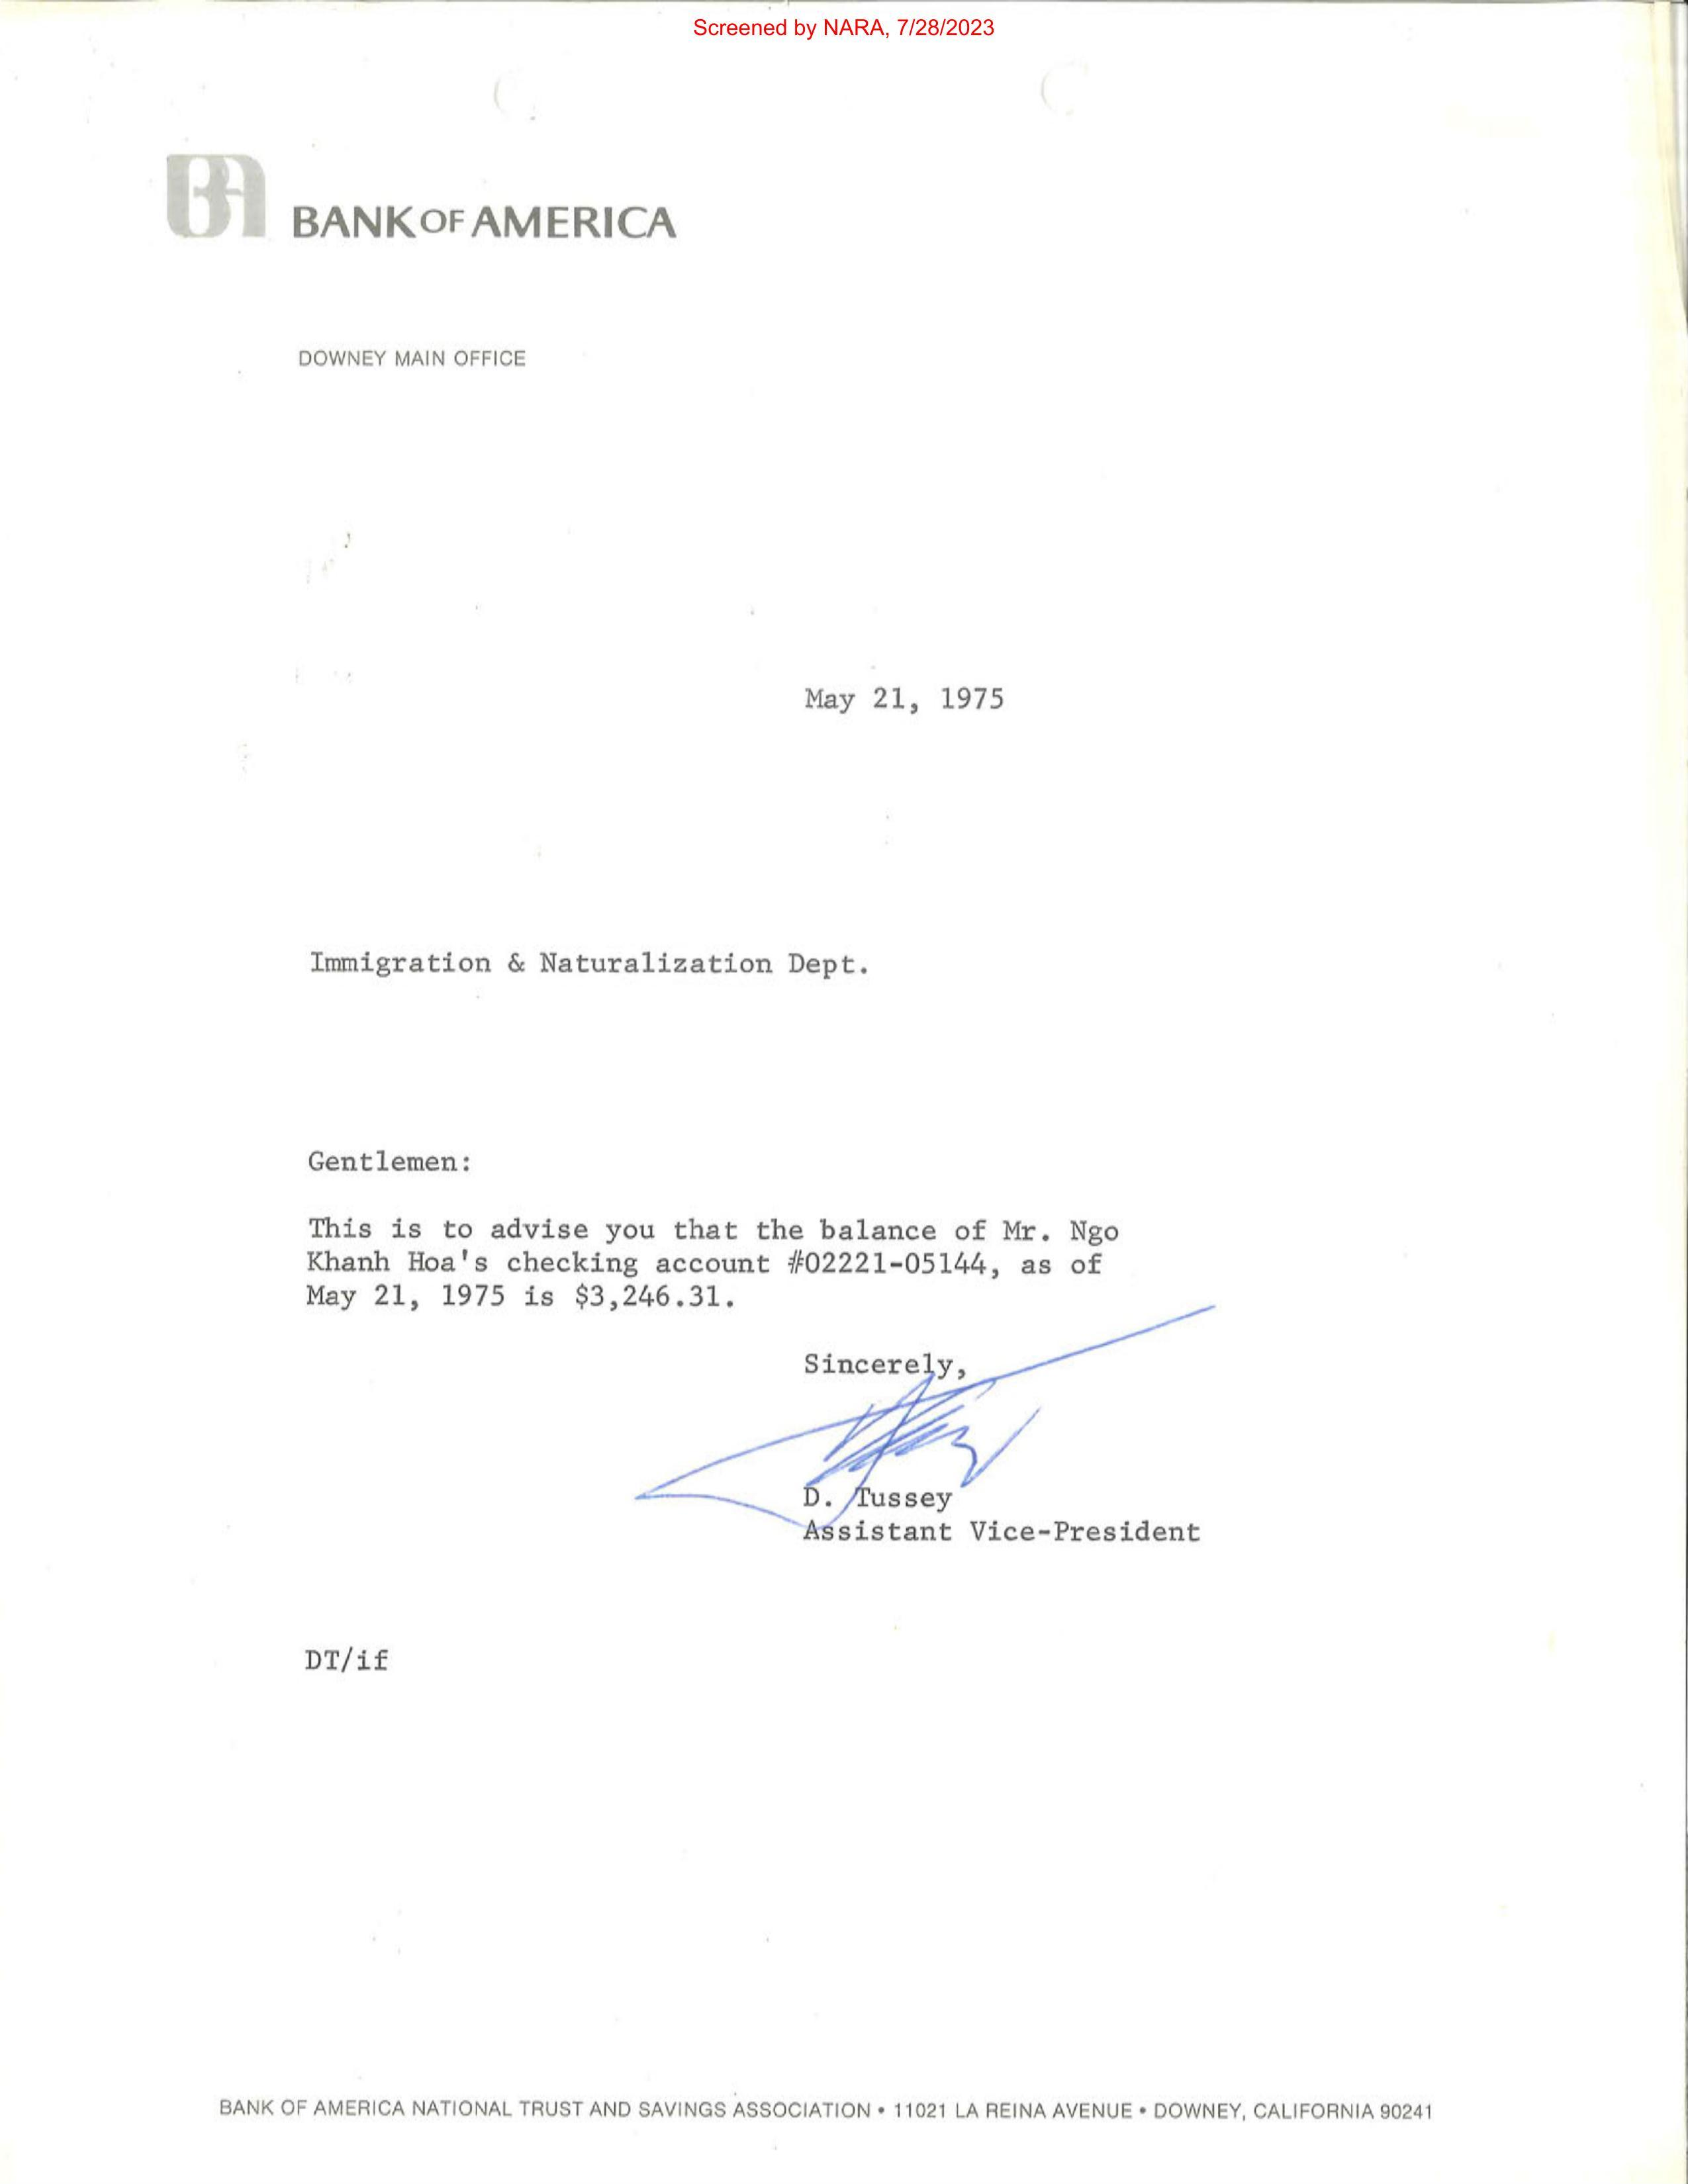 Screened by NARA, 7/28/2023
BA BANK OF AMERICA
DOWNEY MAIN OFFICE
May 21, 1975
Immigration & Naturalization Dept.
Gentlemen:
This is to advise you that the balance of Mr. Ngo
Khanh Hoa's checking account #02221-05144, as of
May 21, 1975 is $3,246.31.
Sincerely,
D. Tussey
Assistant Vice-President
DT/if
BANK OF AMERICA NATIONAL TRUST AND SAVINGS ASSOCIATION • 11021 LA REINA AVENUE • DOWNEY, CALIFORNIA 90241